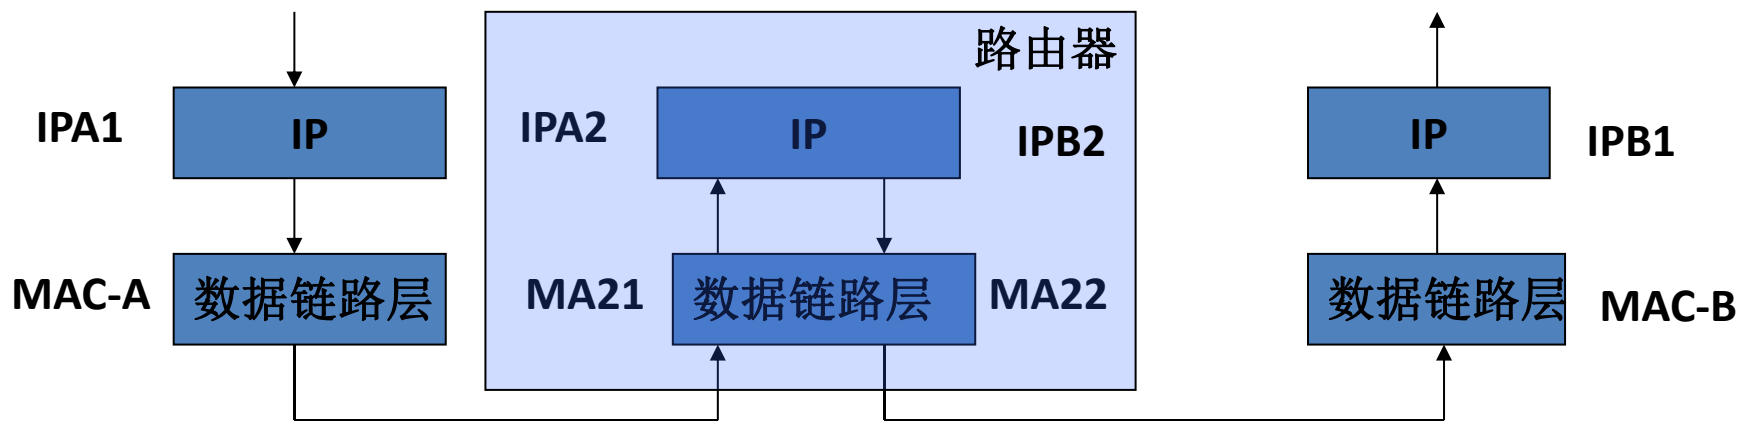 路由器
IPA1
IP
IPA2
IP
IPB2
IP
IPB1
MAC-A
数据链路层
MA21
数据链路层
MA22
数据链路层
MAC-B